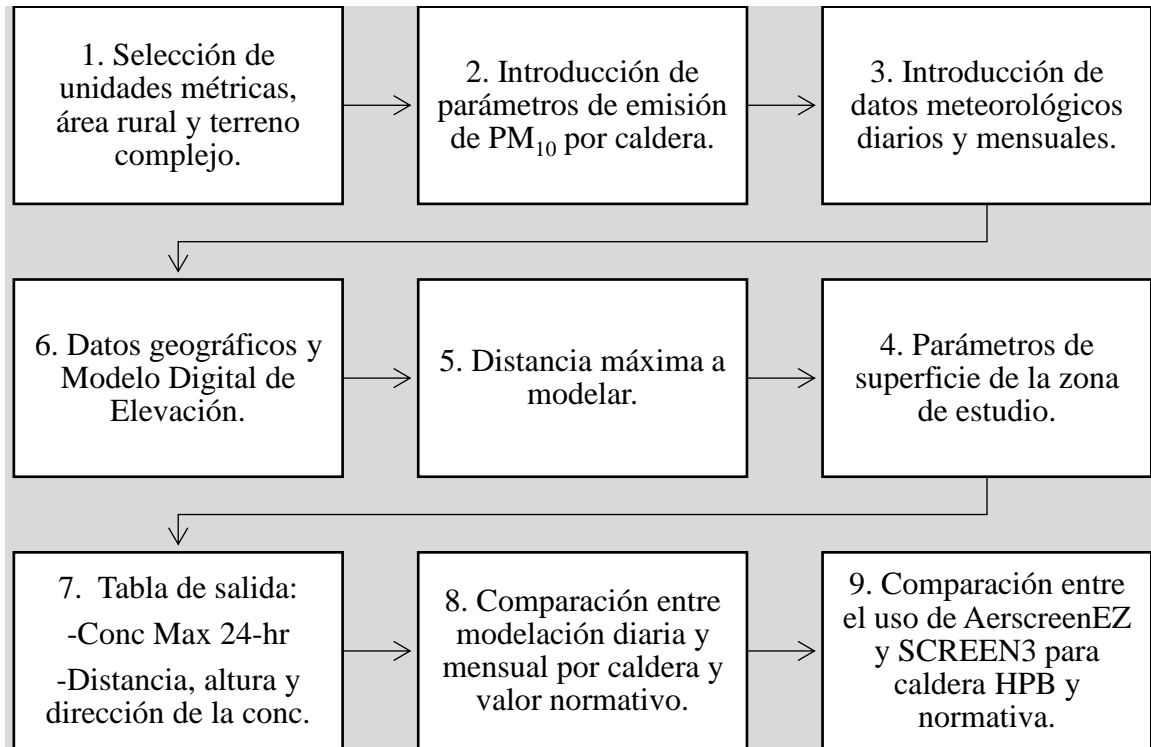 1. Selección de
unidades métricas,
área rural y terreno
complejo.
2. Introducción de
parámetros de emisión
de PM₁₀ por caldera.
3. Introducción de
datos meteorológicos
diarios y mensuales.
6. Datos geográficos y
Modelo Digital de
Elevación.
5. Distancia máxima a
modelar.
4. Parámetros de
superficie de la zona
de estudio.
7. Tabla de salida:
-Conc Max 24-hr
-Distancia, altura y
dirección de la conc.
8. Comparación entre
modelación diaria y
mensual por caldera y
valor normativo.
9. Comparación entre
el uso de AerscreenEZ
y SCREEN3 para
caldera HPB y
normativa.